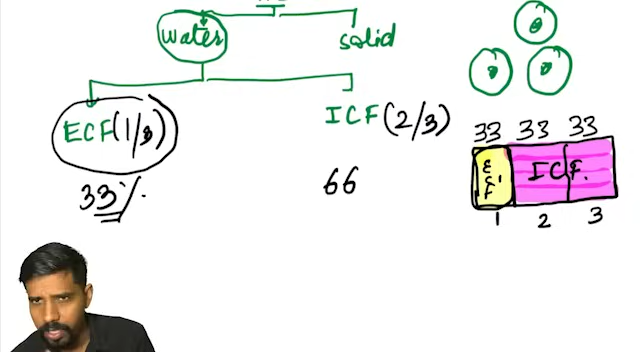 water
solid
ECF (1/3)
ICF (2/3)
33 33 33
ECF
ICF.
33%
66
1 2 3